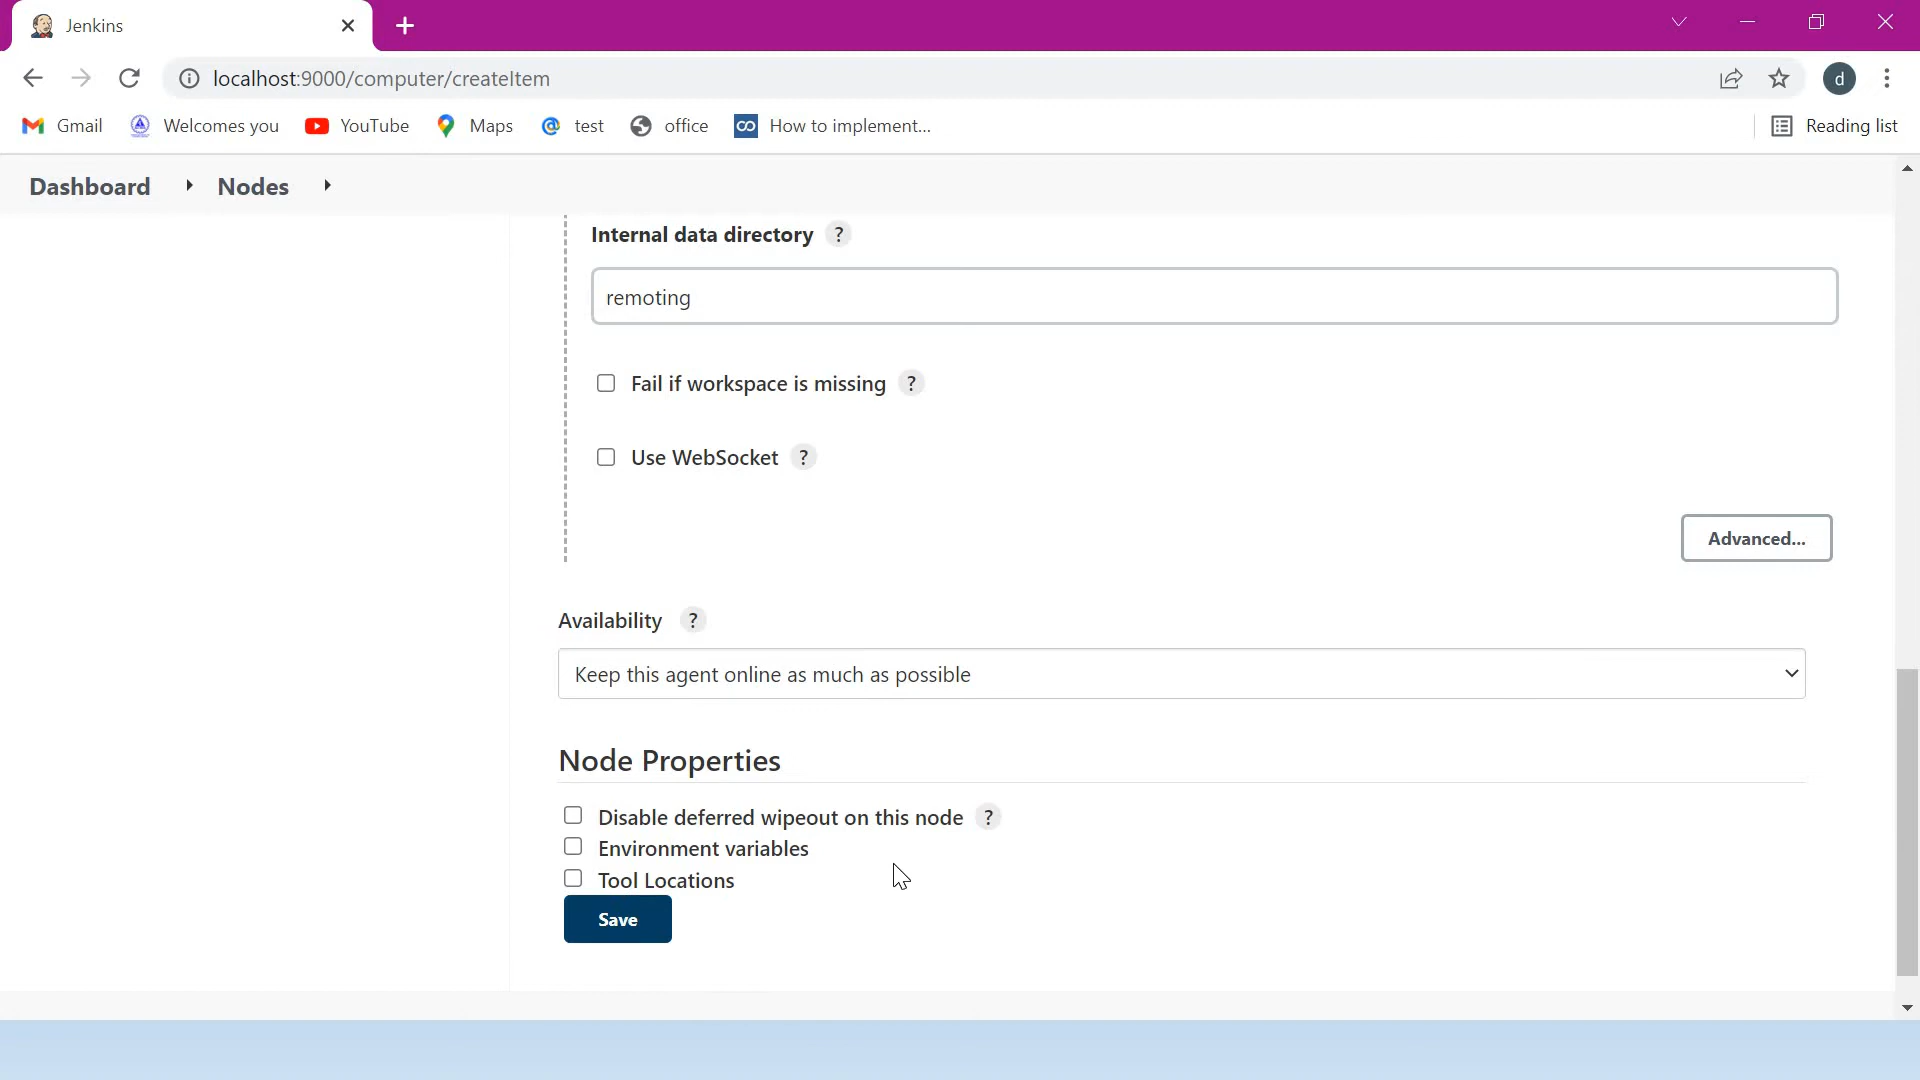 Jenkins
localhost:9000/computer/createItem
d
Gmail Welcomes you YouTube Maps test office How to implement... Reading list
Dashboard Nodes
Internal data directory ?
remoting
Fail if workspace is missing ?
Use WebSocket ?
Advanced...
Availability ?
Keep this agent online as much as possible
Node Properties
Disable deferred wipeout on this node ?
Environment variables
Tool Locations
Save